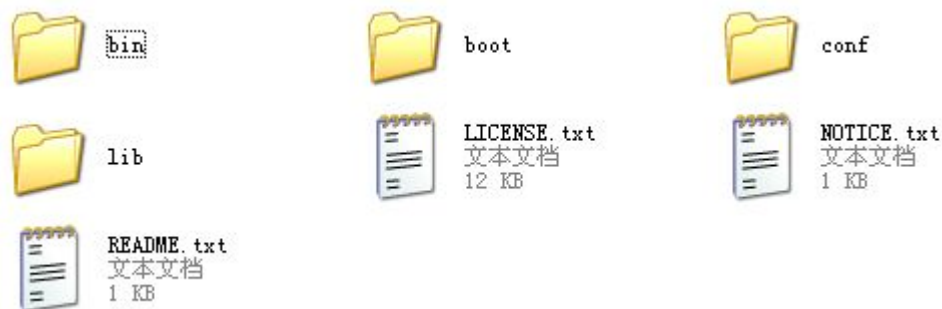 bin
boot
conf
lib
LICENSE.txt
文本文档
12 KB
NOTICE.txt
文本文档
1 KB
README.txt
文本文档
1 KB